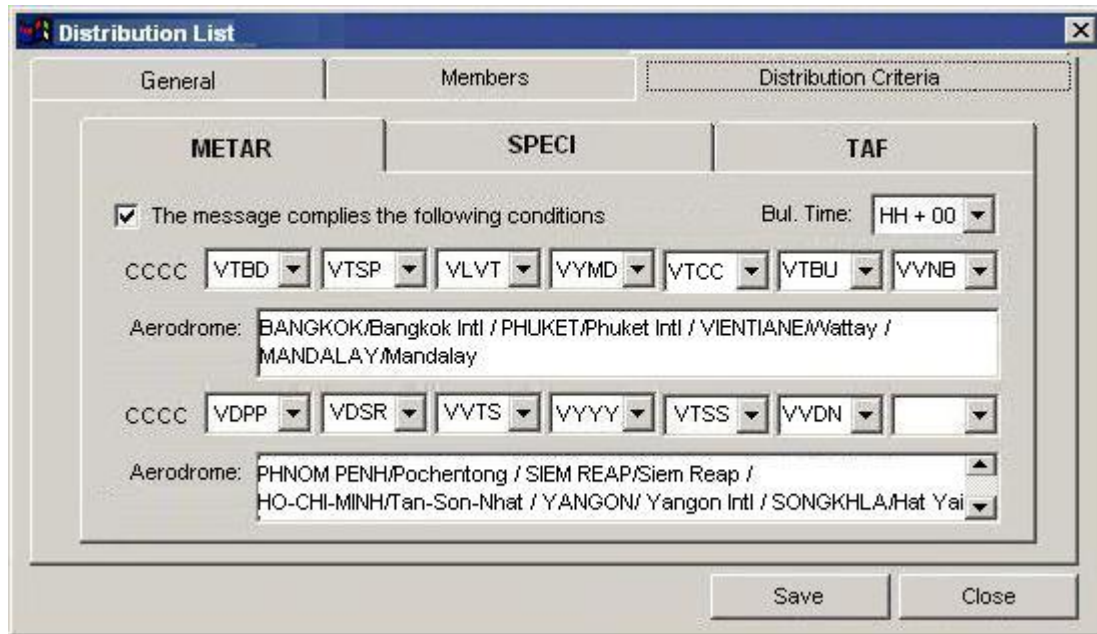 Distribution List
General Members Distribution Criteria
METAR SPECI TAF
The message complies the following conditions Bul. Time: HH + 00
CCCC VTBD VTSP VLVT VYMD VTCC VTBU VVNB
Aerodrome: BANGKOK/Bangkok Intl / PHUKET/Phuket Intl / VIENTIANE/Wattay /
MANDALAY/Mandalay
CCCC VDPP VDSR VVTS VYYY VTSS VVDN
Aerodrome: PHNOM PENH/Pochentong / SIEM REAP/Siem Reap /
HO-CHI-MINH/Tan-Son-Nhat / YANGON/ Yangon Intl / SONGKHLA/Hat Yai
Save Close